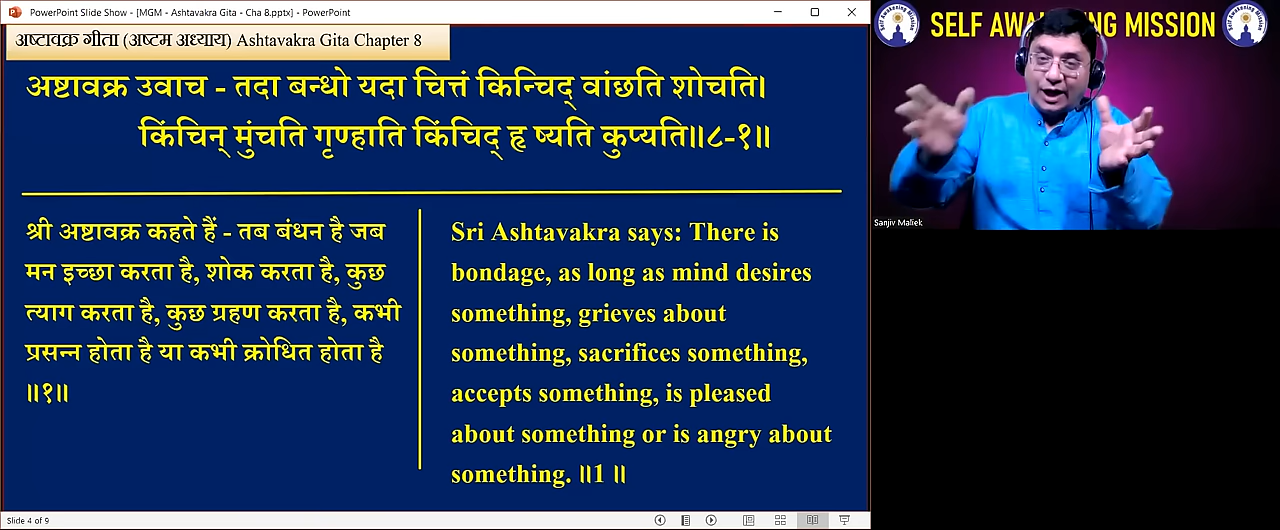 PowerPoint Slide Show - [MGM - Ashtavakra Gita - Cha 8.pptx] - PowerPoint
अष्टावक्र गीता (अष्टम अध्याय) Ashtavakra Gita Chapter 8
अष्टावक्र उवाच - तदा बन्धो यदा चित्तं किन्चिद् वांछति शोचति।
किंचिन् मुंचति गृण्हाति किंचिद् हृ ष्यति कुप्यति॥८-१॥
श्री अष्टावक्र कहते हैं - तब बंधन है जब
मन इच्छा करता है, शोक करता है, कुछ
त्याग करता है, कुछ ग्रहण करता है, कभी
प्रसन्न होता है या कभी क्रोधित होता है
॥१॥
Sri Ashtavakra says: There is
bondage, as long as mind desires
something, grieves about
something, sacrifices something,
accepts something, is pleased
about something or is angry about
something. ॥1 ॥
Slide 4 of 9
SELF AWAKENING MISSION
Sanjiv Maliek